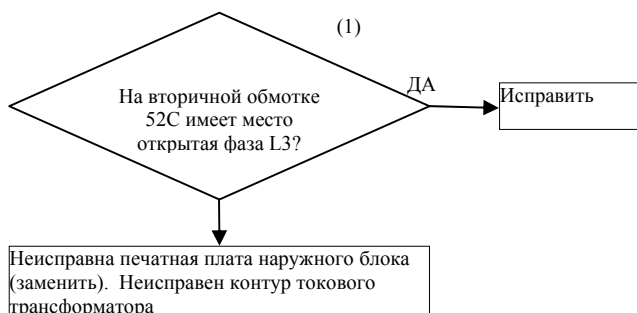 (1)
На вторичной обмотке
52С имеет место
открытая фаза L3?
ДА
Исправить
Неисправна печатная плата наружного блока
(заменить). Неисправен контур токового
трансформатора